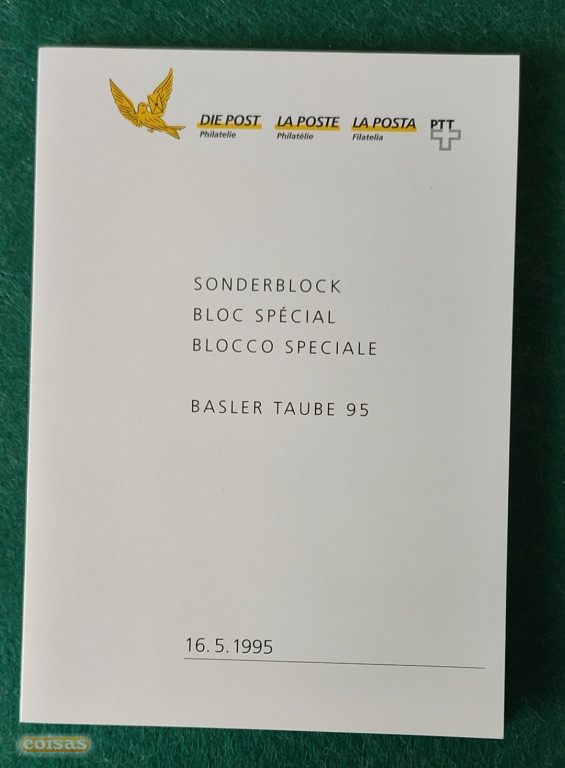 DIE POST LA POSTE LA POSTA PTT
Philatelie Philatélie Filatelia
SONDERBLOCK
BLOC SPÉCIAL
BLOCCO SPECIALE
BASLER TAUBE 95
16. 5. 1995
coisas